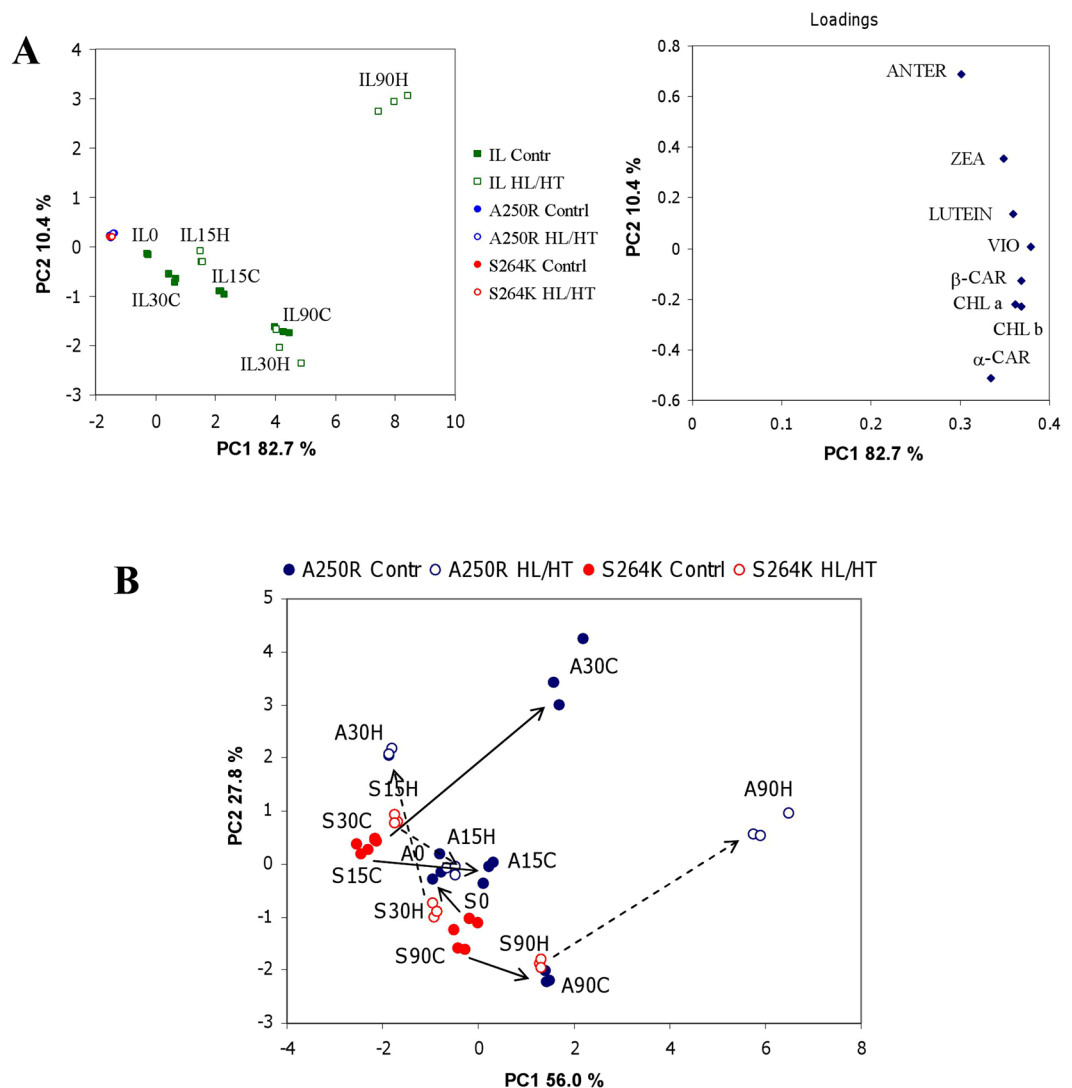 Loadings
A
4
3
2
1
0
-1
-2
-3
-2
0
2
4
6
8
10
PC2 10.4 %
PC1 82.7 %
IL90H
IL0
IL15H
IL15C
IL30C
IL90C
IL30H
IL Contr
IL HL/HT
A250R Contrl
A250R HL/HT
S264K Contrl
S264K HL/HT
0.8
0.6
0.4
0.2
0
-0.2
-0.4
-0.6
0
0.1
0.2
0.3
0.4
PC2 10.4 %
PC1 82.7 %
ANTER
ZEA
LUTEIN
VIO
β-CAR
CHL a
CHL b
α-CAR
B
A250R Contr A250R HL/HT S264K Contrl S264K HL/HT
5
4
3
2
1
0
-1
-2
-3
-4
-2
0
2
4
6
8
PC2 27.8 %
PC1 56.0 %
A30C
A30H
S15H
A90H
S30C
A15H
A0
A15C
S15C
S30H
S0
S90C
S90H
A90C